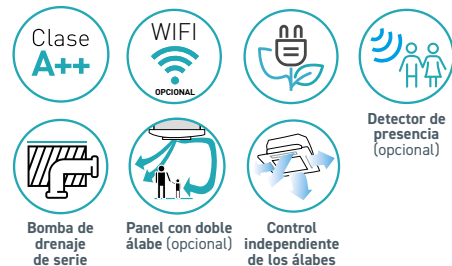 Clase
A++
WIFI
OPCIONAL
Detector de
presencia
(opcional)
Bomba de
drenaje
de serie
Panel con doble
álabe (opcional)
Control
independiente
de los álabes